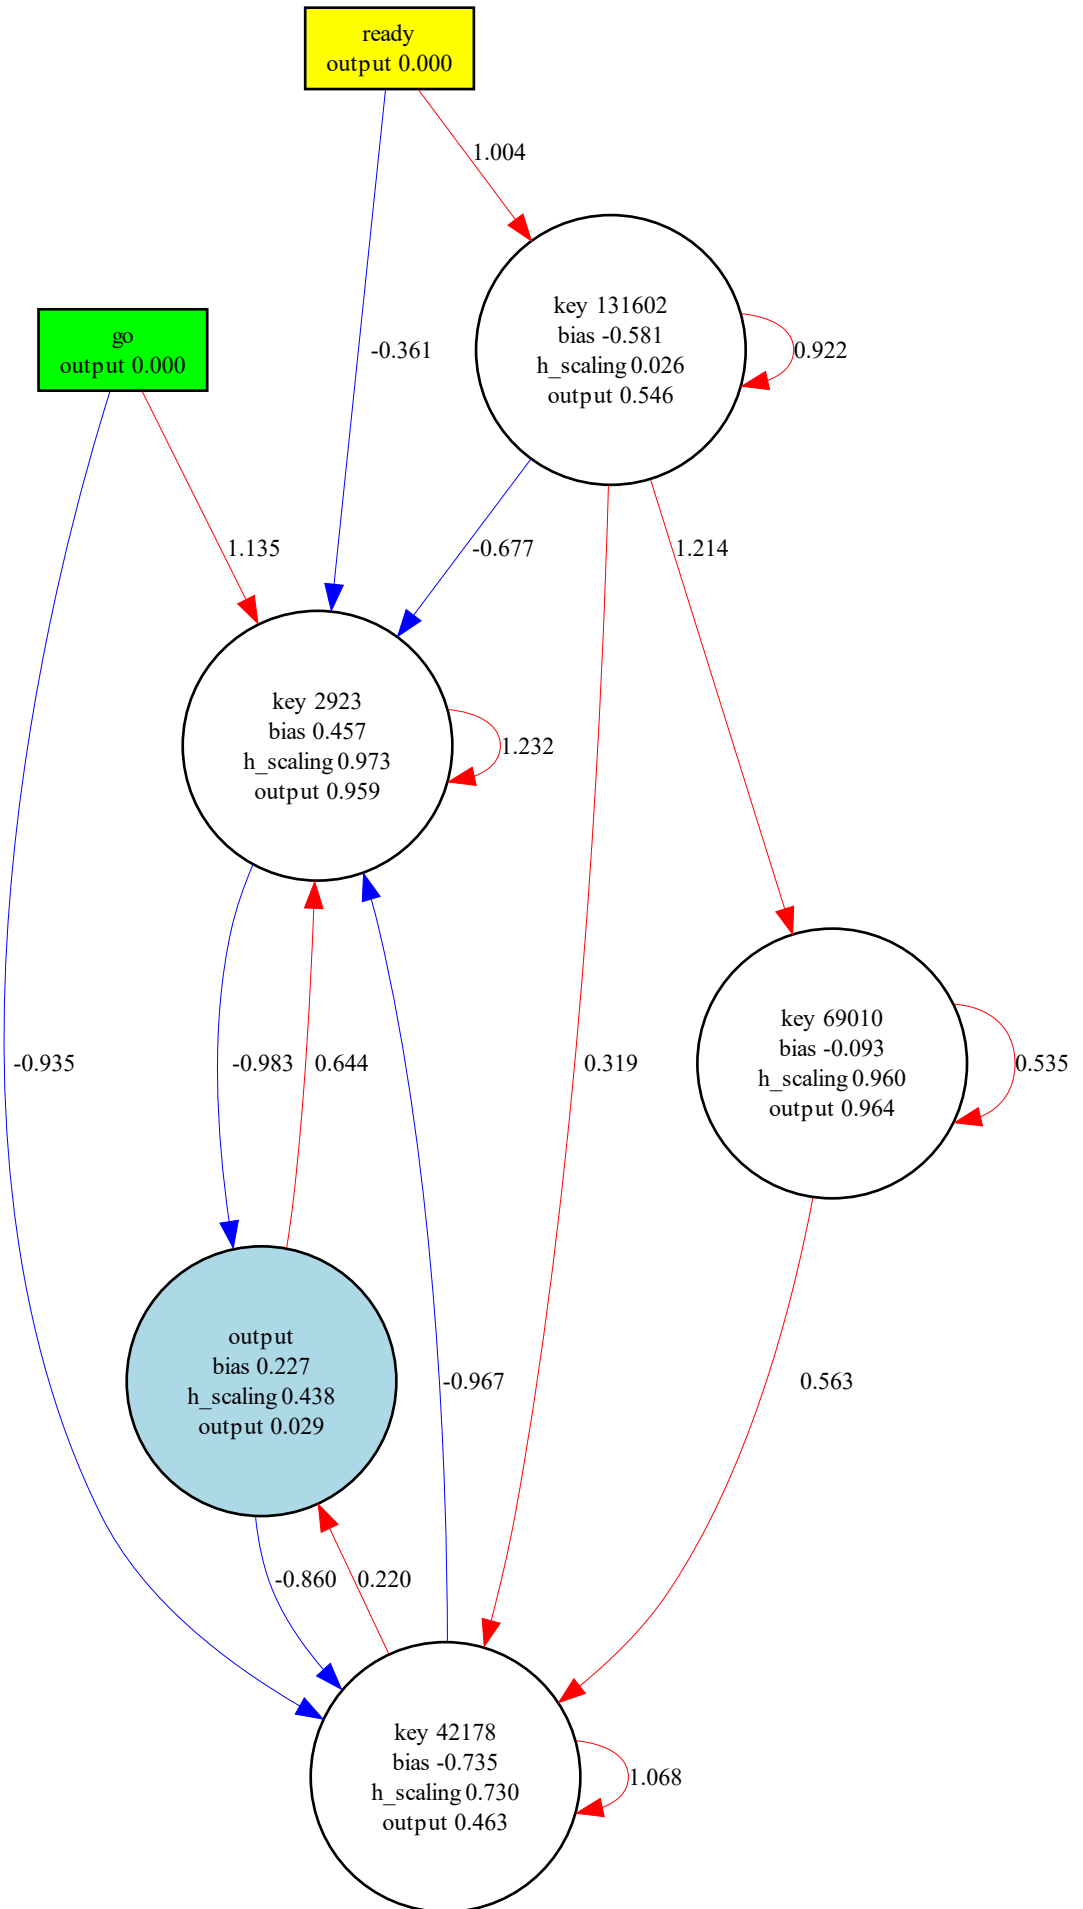 ready
output 0.000
1.004
key 131602
bias -0.581
h_scaling 0.026
output 0.546
0.922
go
output 0.000
-0.361
1.135
-0.677
1.214
key 2923
bias 0.457
h_scaling 0.973
output 0.959
1.232
key 69010
bias -0.093
h_scaling 0.960
output 0.964
0.535
-0.935
-0.983
0.644
0.319
output
bias 0.227
h_scaling 0.438
output 0.029
-0.967
0.563
-0.860
0.220
key 42178
bias -0.735
h_scaling 0.730
output 0.463
1.068